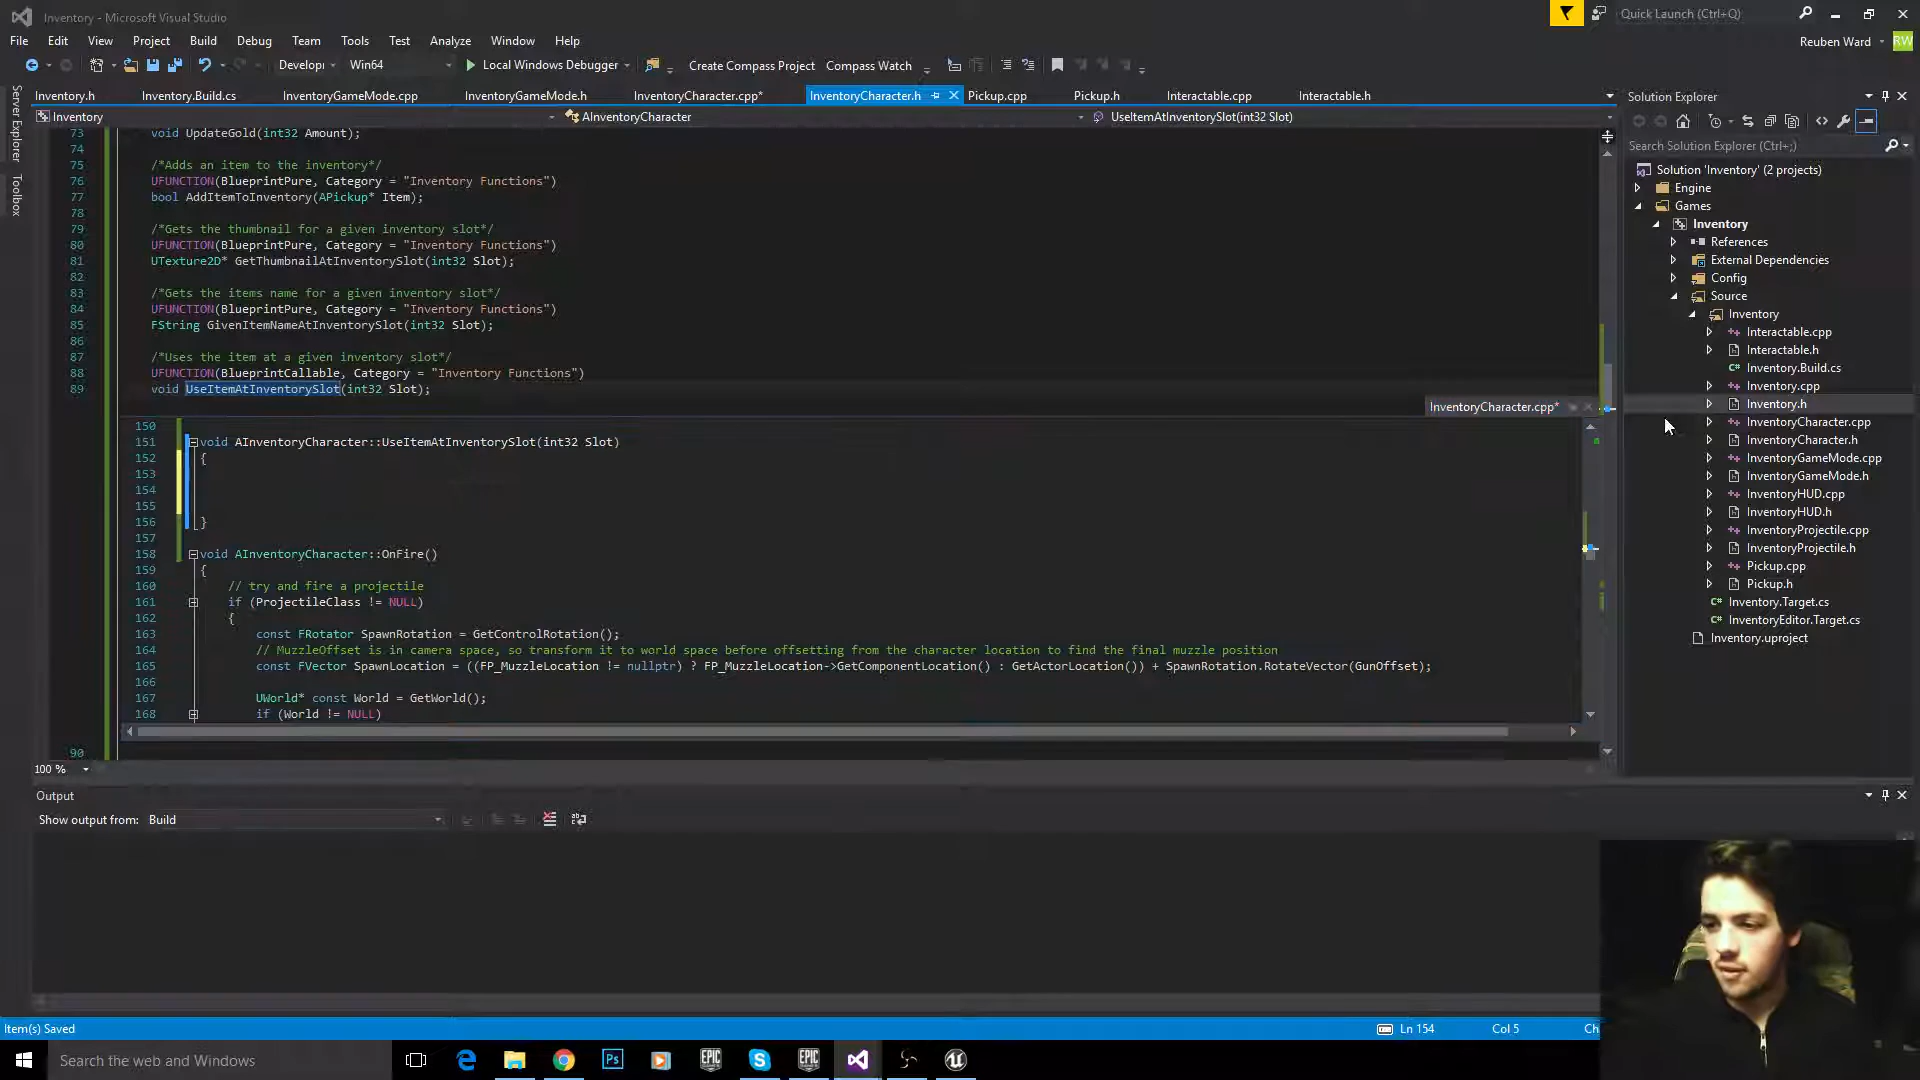 Inventory - Microsoft Visual Studio
Quick Launch (Ctrl+Q)
File Edit View Project Build Debug Team Tools Test Analyze Window Help
Reuben Ward RW
Develop Win64 Local Windows Debugger Create Compass Project Compass Watch
Server Explorer
Toolbox
Inventory.h Inventory.Build.cs InventoryGameMode.cpp InventoryGameMode.h InventoryCharacter.cpp* InventoryCharacter.h Pickup.cpp Pickup.h Interactable.cpp Interactable.h
Inventory AInventoryCharacter UseItemAtInventorySlot(int32 Slot)
73 void UpdateGold(int32 Amount);
74
75 /*Adds an item to the inventory*/
76 UFUNCTION(BlueprintPure, Category = "Inventory Functions")
77 bool AddItemToInventory(APickup* Item);
78
79 /*Gets the thumbnail for a given inventory slot*/
80 UFUNCTION(BlueprintPure, Category = "Inventory Functions")
81 UTexture2D* GetThumbnailAtInventorySlot(int32 Slot);
82
83 /*Gets the items name for a given inventory slot*/
84 UFUNCTION(BlueprintPure, Category = "Inventory Functions")
85 FString GivenItemNameAtInventorySlot(int32 Slot);
86
87 /*Uses the item at a given inventory slot*/
88 UFUNCTION(BlueprintCallable, Category = "Inventory Functions")
89 void UseItemAtInventorySlot(int32 Slot);
InventoryCharacter.cpp*
150
151 void AInventoryCharacter::UseItemAtInventorySlot(int32 Slot)
152 {
153
154
155
156 }
157
158 void AInventoryCharacter::OnFire()
159 {
160 // try and fire a projectile
161 if (ProjectileClass != NULL)
162 {
163 const FRotator SpawnRotation = GetControlRotation();
164 // MuzzleOffset is in camera space, so transform it to world space before offsetting from the character location to find the final muzzle position
165 const FVector SpawnLocation = ((FP_MuzzleLocation != nullptr) ? FP_MuzzleLocation->GetComponentLocation() : GetActorLocation()) + SpawnRotation.RotateVector(GunOffset);
166
167 UWorld* const World = GetWorld();
168 if (World != NULL)
90
100 %
Output
Show output from: Build
Solution Explorer
Search Solution Explorer (Ctrl+;)
Solution 'Inventory' (2 projects)
Engine
Games
Inventory
References
External Dependencies
Config
Source
Inventory
Interactable.cpp
Interactable.h
Inventory.Build.cs
Inventory.cpp
Inventory.h
InventoryCharacter.cpp
InventoryCharacter.h
InventoryGameMode.cpp
InventoryGameMode.h
InventoryHUD.cpp
InventoryHUD.h
InventoryProjectile.cpp
InventoryProjectile.h
Pickup.cpp
Pickup.h
Inventory.Target.cs
InventoryEditor.Target.cs
Inventory.uproject
Item(s) Saved Ln 154 Col 5 Ch
Search the web and Windows